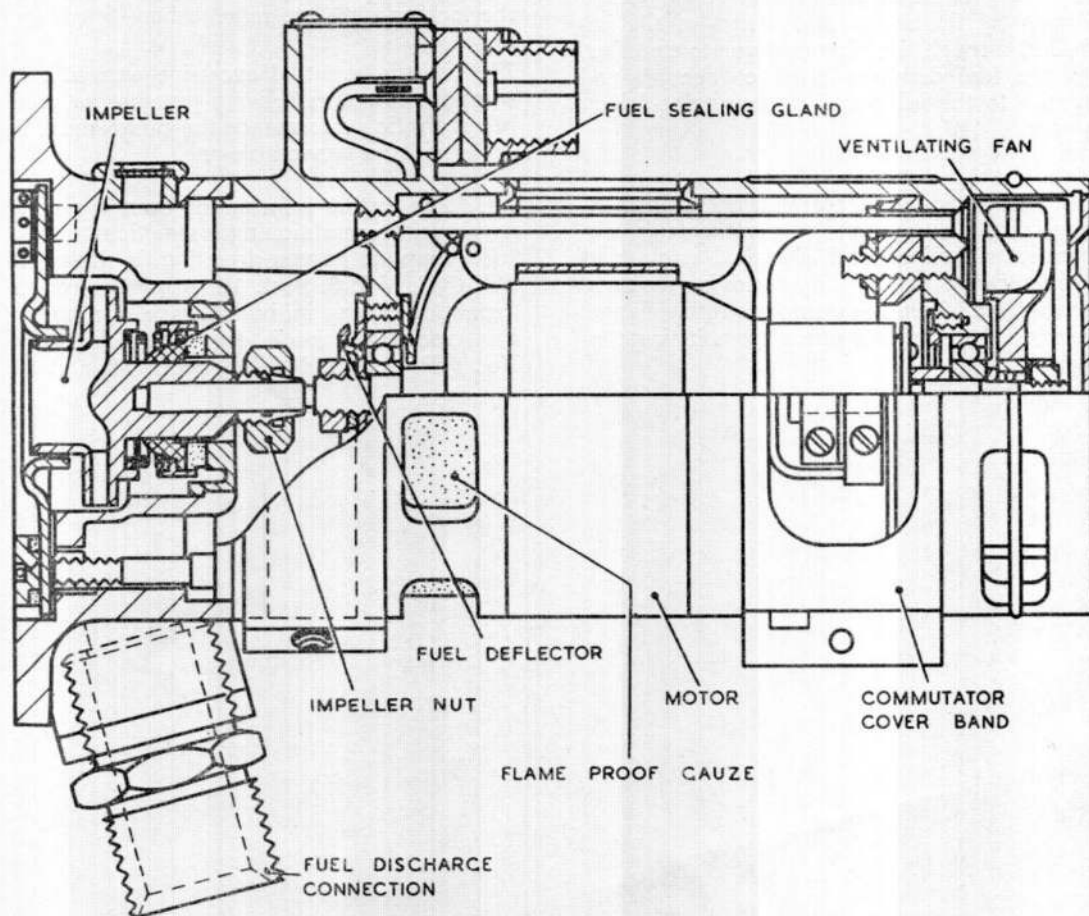 IMPELLER
FUEL SEALING GLAND
VENTILATING FAN
FUEL DEFLECTOR
IMPELLER NUT
MOTOR
COMMUTATOR
COVER BAND
FLAME PROOF GAUZE
FUEL DISCHARGE
CONNECTION